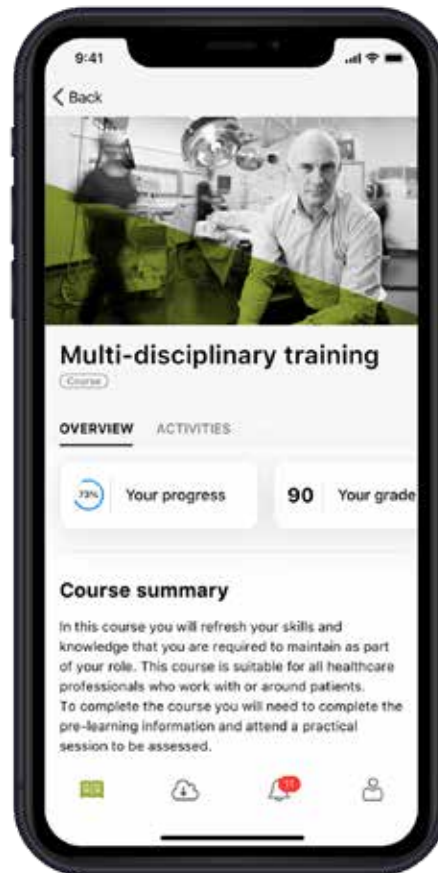 9:41
Back
Multi-disciplinary training
Course
OVERVIEW ACTIVITIES
73% Your progress 90 Your grade
Course summary
In this course you will refresh your skills and
knowledge that you are required to maintain as part
of your role. This course is suitable for all healthcare
professionals who work with or around patients.
To complete the course you will need to complete the
pre-learning information and attend a practical
session to be assessed.
11